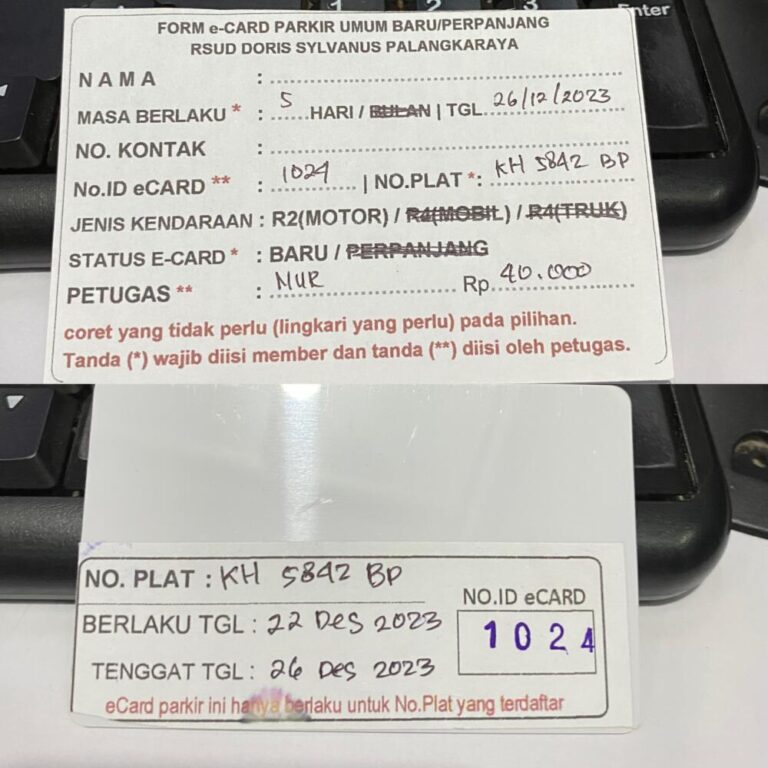 1 2 3 Enter
FORM e-CARD PARKIR UMUM BARU/PERPANJANG
RSUD DORIS SYLVANUS PALANGKARAYA
NAMA :
MASA BERLAKU * : 5 HARI / BULAN | TGL. 26/12/2023
NO. KONTAK :
No.ID eCARD ** : 1024 | NO.PLAT *: KH 5842 BP
JENIS KENDARAAN : R2(MOTOR) / R4(MOBIL) / R4(TRUK)
STATUS E-CARD * : BARU / PERPANJANG
PETUGAS ** : NUR Rp. 40.000
coret yang tidak perlu (lingkari yang perlu) pada pilihan.
Tanda (*) wajib diisi member dan tanda (**) diisi oleh petugas.
NO. PLAT : KH 5842 BP
NO.ID eCARD
BERLAKU TGL : 22 Des 2023
1024
TENGGAT TGL : 26 Des 2023
eCard parkir ini hanya berlaku untuk No.Plat yang terdaftar